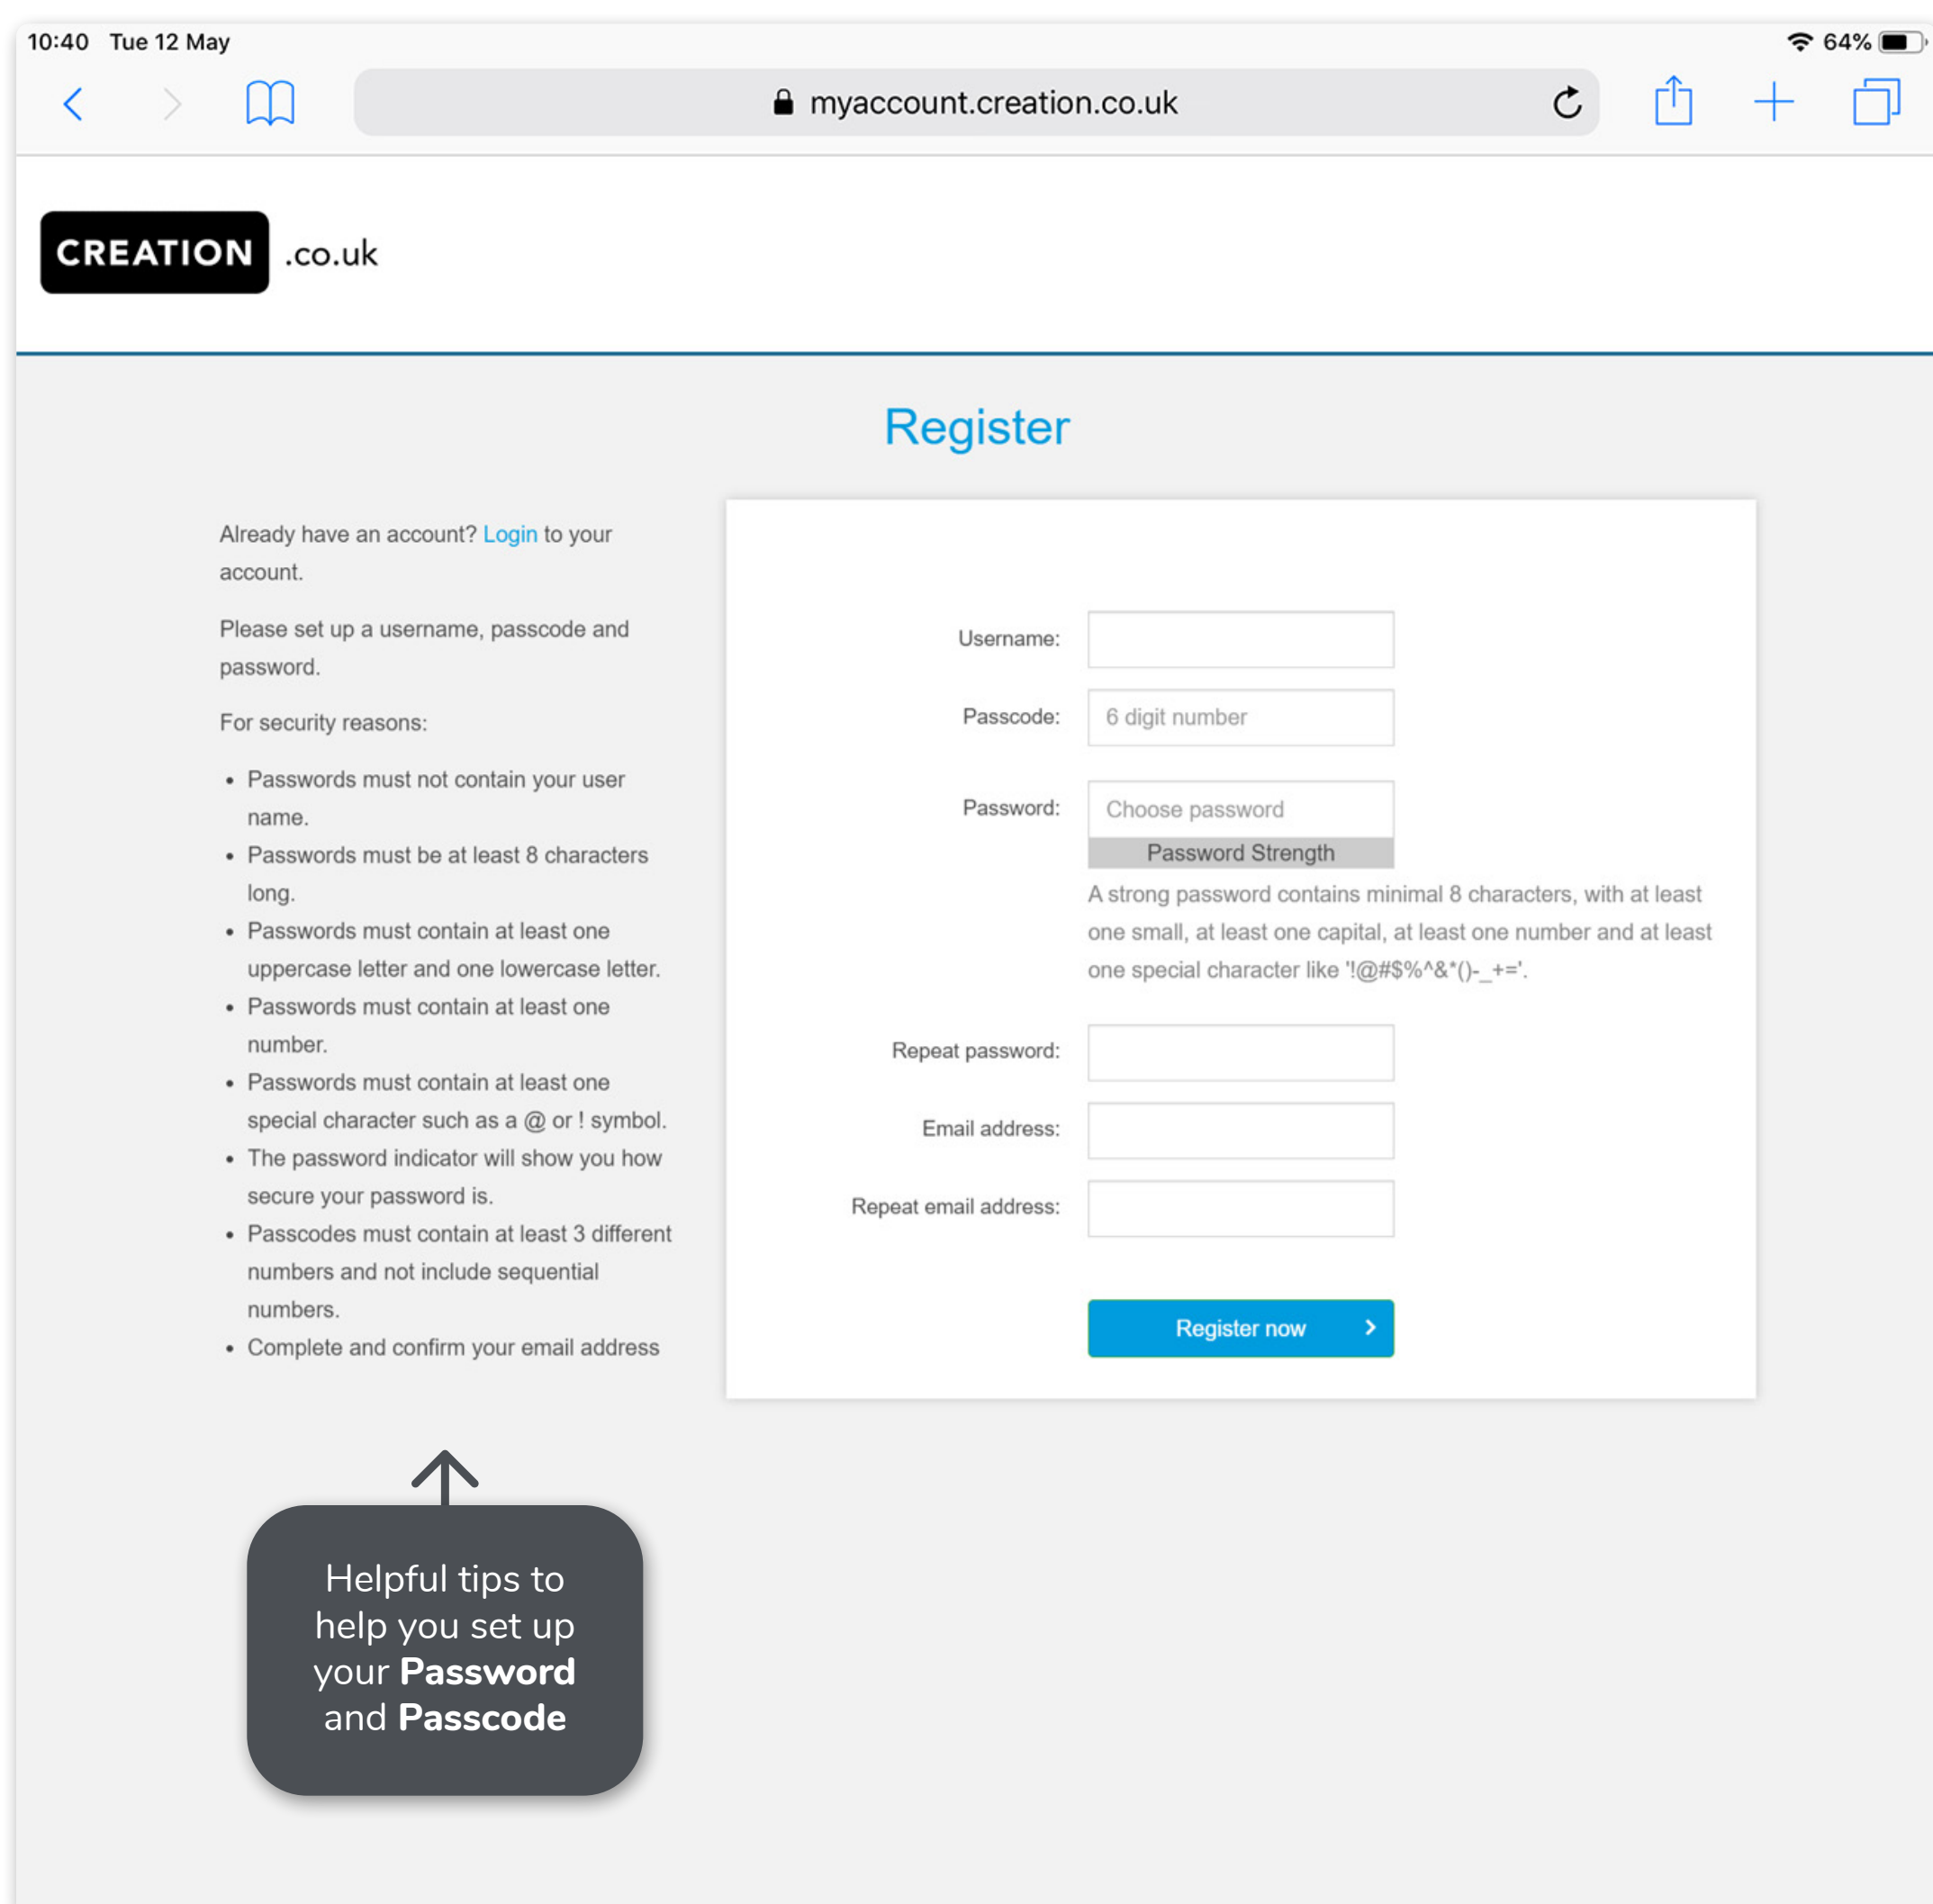 10:40 Tue 12 May
64%
myaccount.creation.co.uk
CREATION .co.uk
Register
Already have an account? Login to your
account.
Please set up a username, passcode and
password.
For security reasons:
• Passwords must not contain your user
name.
• Passwords must be at least 8 characters
long.
• Passwords must contain at least one
uppercase letter and one lowercase letter.
• Passwords must contain at least one
number.
• Passwords must contain at least one
special character such as a @ or ! symbol.
• The password indicator will show you how
secure your password is.
• Passcodes must contain at least 3 different
numbers and not include sequential
numbers.
• Complete and confirm your email address
Username:
Passcode: 6 digit number
Password: Choose password
Password Strength
A strong password contains minimal 8 characters, with at least
one small, at least one capital, at least one number and at least
one special character like '!@#$%^&*()-_+='.
Repeat password:
Email address:
Repeat email address:
Register now
Helpful tips to
help you set up
your Password
and Passcode